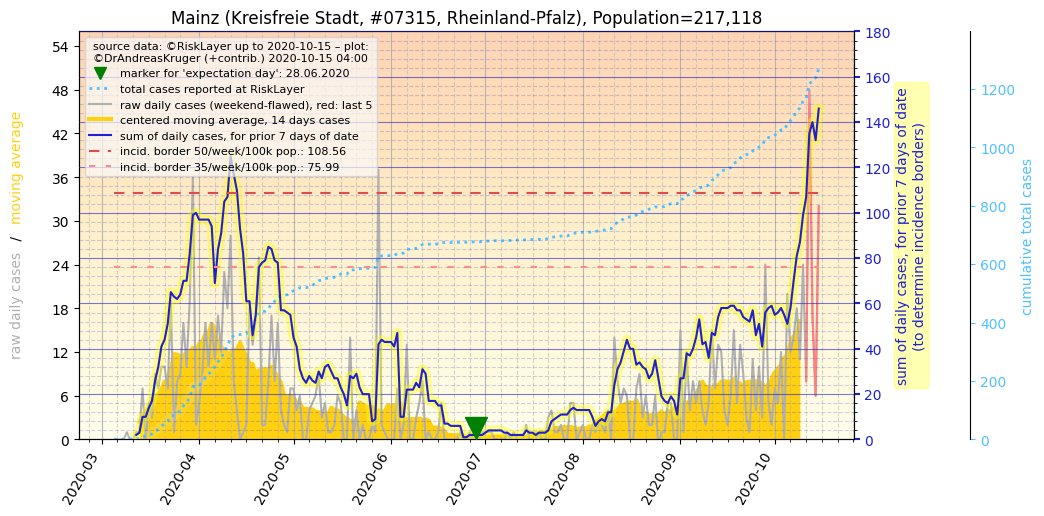 Mainz (Kreisfreie Stadt, #07315, Rheinland-Pfalz), Population=217,118
source data: ©RiskLayer up to 2020-10-15 – plot:
©DrAndreasKruger (+contrib.) 2020-10-15 04:00
marker for 'expectation day': 28.06.2020
total cases reported at RiskLayer
raw daily cases (weekend-flawed), red: last 5
centered moving average, 14 days cases
sum of daily cases, for prior 7 days of date
incid. border 50/week/100k pop.: 108.56
incid. border 35/week/100k pop.: 75.99
raw daily cases / moving average
54
48
42
36
30
24
18
12
6
0
2020-03
2020-04
2020-05
2020-06
2020-07
2020-08
2020-09
2020-10
180
160
140
120
100
80
60
40
20
0
sum of daily cases, for prior 7 days of date
(to determine incidence borders)
1200
1000
800
600
400
200
0
cumulative total cases